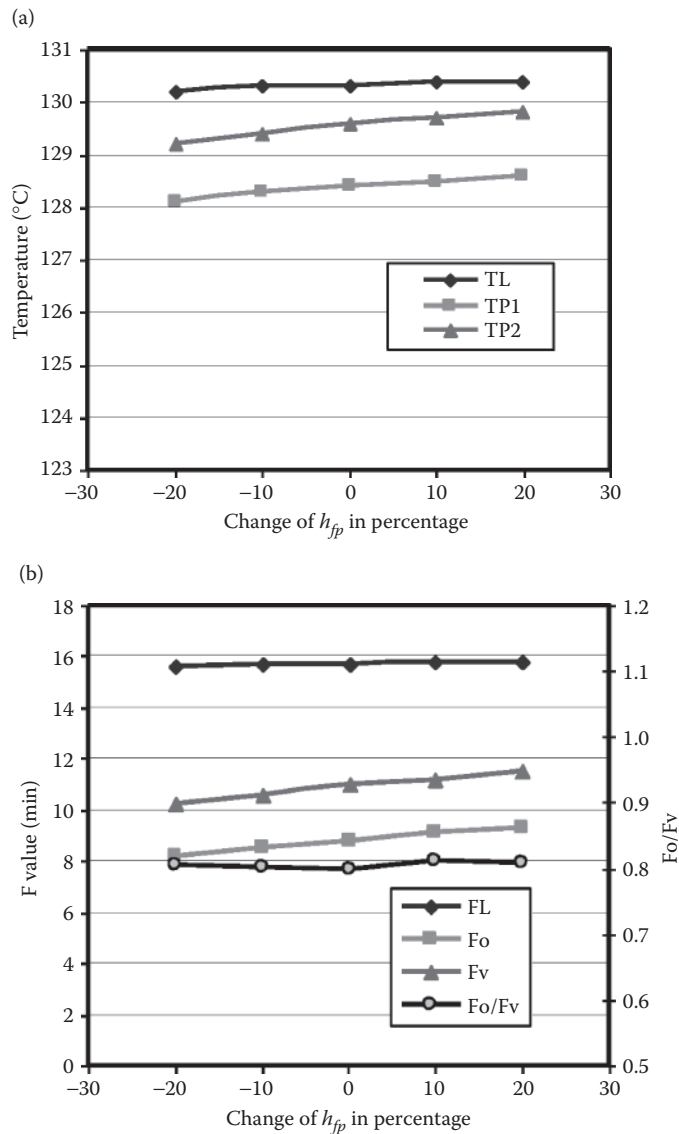 (a)
131
130
129
128
127
126
125
124
123
Temperature (°C)
TL
TP1
TP2
−30 −20 −10 0 10 20 30
Change of hfp in percentage
(b)
18
16
14
12
10
8
6
4
2
0
F value (min)
1.2
1.1
1.0
0.9
0.8
0.7
0.6
0.5
Fo/Fv
FL
Fo
Fv
Fo/Fv
−30 −20 −10 0 10 20 30
Change of hfp in percentage